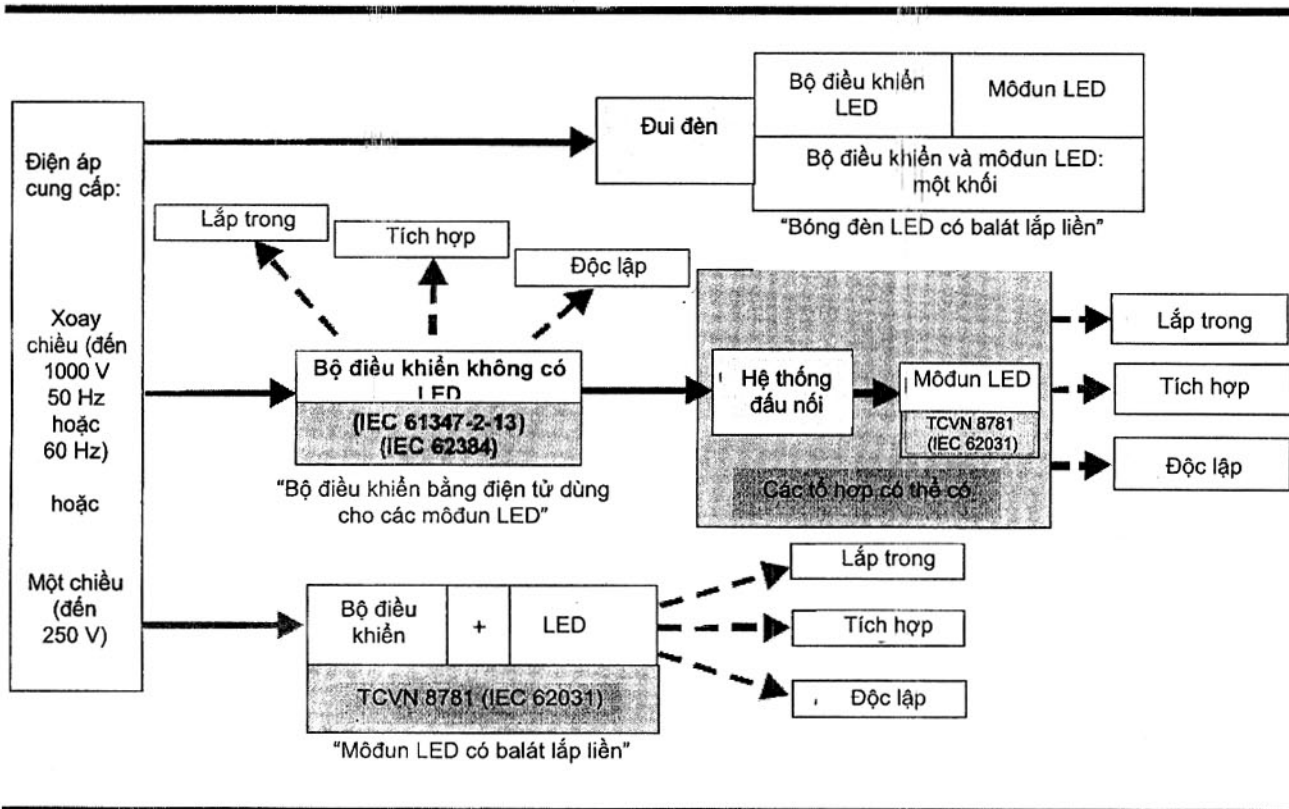 Điện áp
cung cấp:
Xoay
chiều (đến
1000 V
50 Hz
hoặc
60 Hz)
hoặc
Một chiều
(đến
250 V)
Đui đèn
Bộ điều khiển
LED
Môđun LED
Bộ điều khiển và môđun LED:
một khối
“Bóng đèn LED có balát lắp liền”
Lắp trong
Tích hợp
Độc lập
Bộ điều khiển không có
LED
(IEC 61347-2-13)
(IEC 62384)
“Bộ điều khiển bằng điện tử dùng
cho các môđun LED”
Hệ thống
đấu nối
Môđun LED
TCVN 8781
(IEC 62031)
Các tổ hợp có thể có
Lắp trong
Tích hợp
Độc lập
Bộ điều
khiển
+
LED
TCVN 8781 (IEC 62031)
“Môđun LED có balát lắp liền”
Lắp trong
Tích hợp
Độc lập